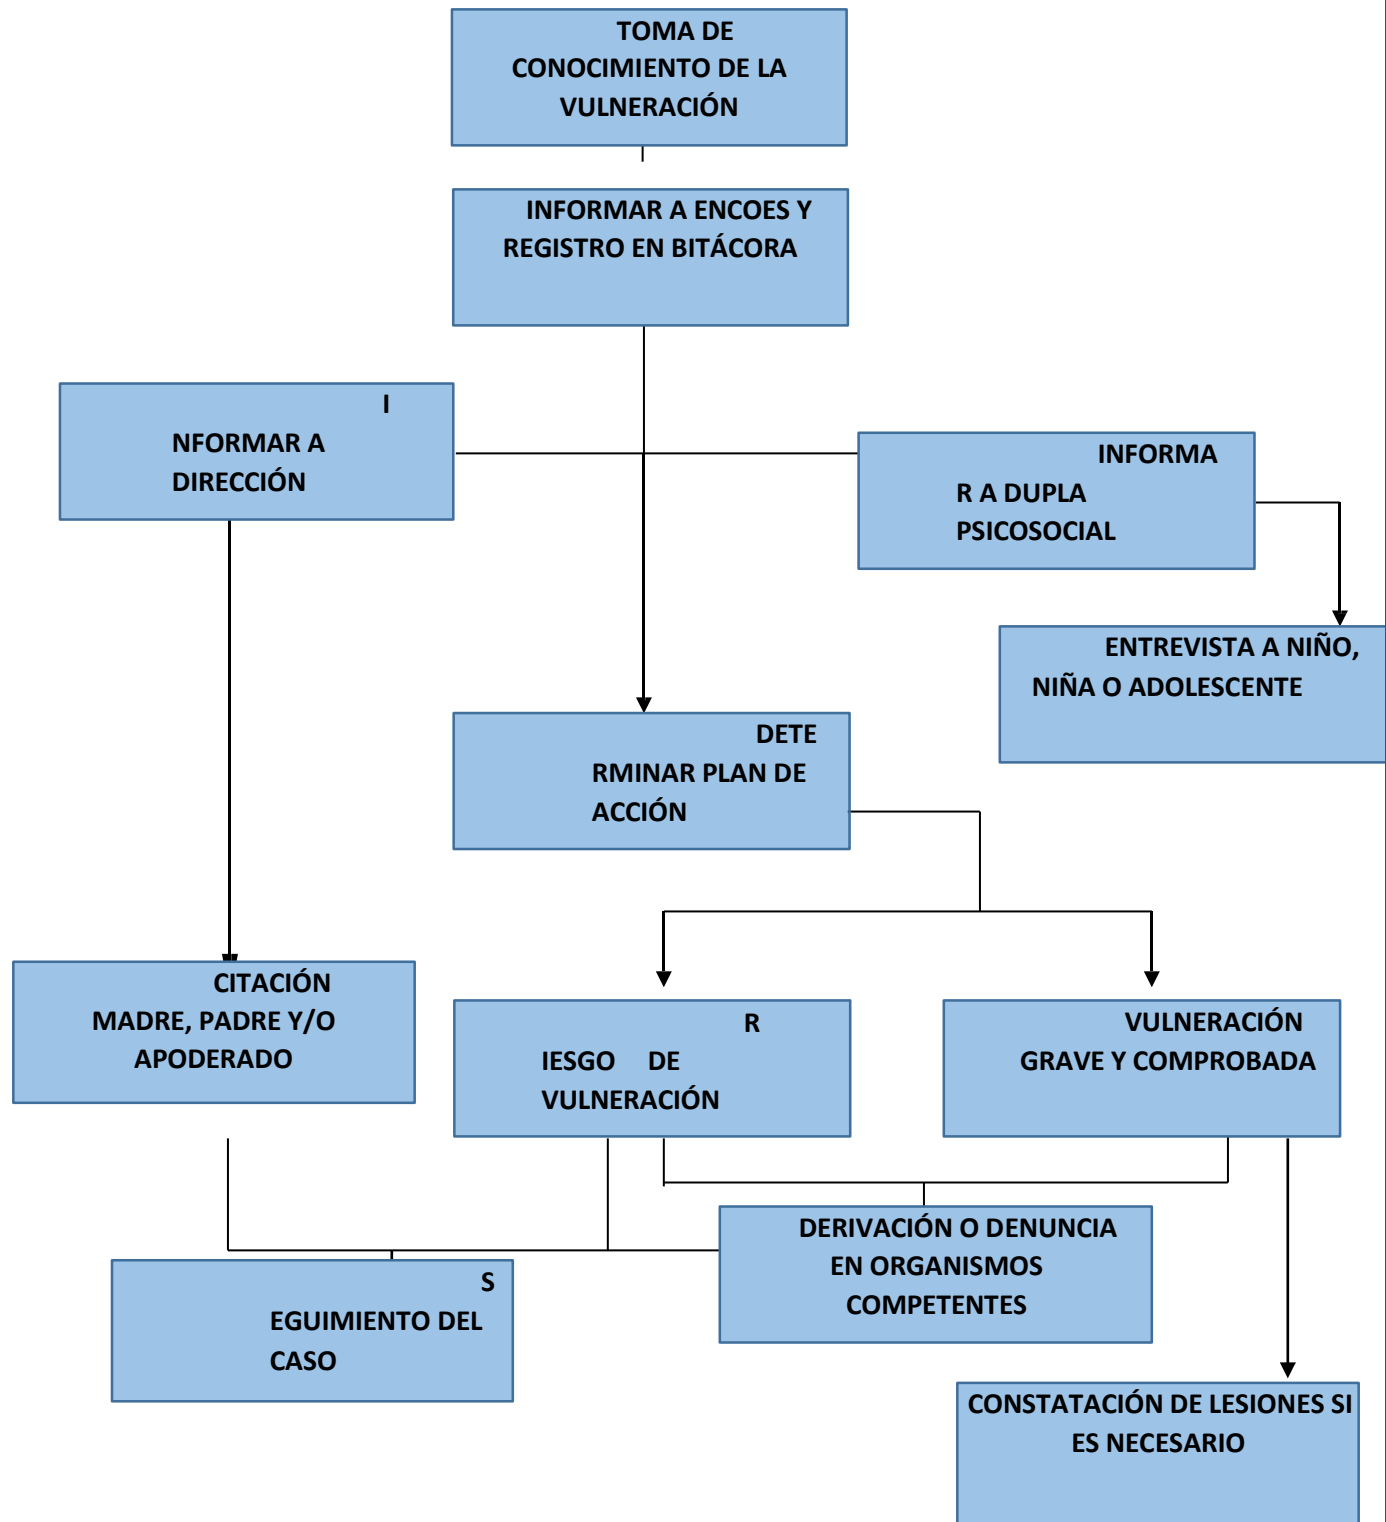 TOMA DE
CONOCIMIENTO DE LA
VULNERACIÓN
INFORMAR A ENCOES Y
REGISTRO EN BITÁCORA
I
NFORMAR A
DIRECCIÓN
INFORMA
R A DUPLA
PSICOSOCIAL
ENTREVISTA A NIÑO,
NIÑA O ADOLESCENTE
DETE
RMINAR PLAN DE
ACCIÓN
CITACIÓN
MADRE, PADRE Y/O
APODERADO
R
IESGO DE
VULNERACIÓN
VULNERACIÓN
GRAVE Y COMPROBADA
DERIVACIÓN O DENUNCIA
EN ORGANISMOS
COMPETENTES
S
EGUIMIENTO DEL
CASO
CONSTATACIÓN DE LESIONES SI
ES NECESARIO